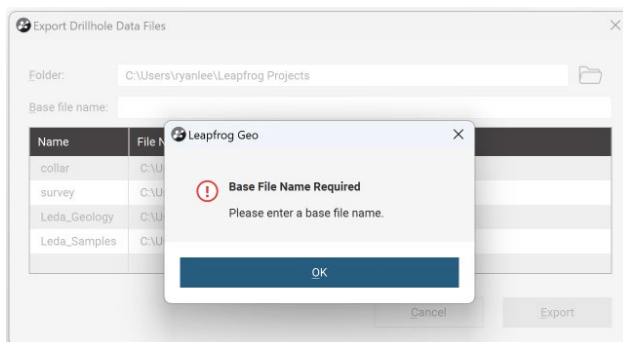 Export Drillhole Data Files
Folder: C:\Users\ryanlee\Leapfrog Projects
Base file name:
Name File N
collar C:\U
survey C:\U
Leda_Geology C:\U
Leda_Samples C:\U
Leapfrog Geo
Base File Name Required
Please enter a base file name.
OK
Cancel Export